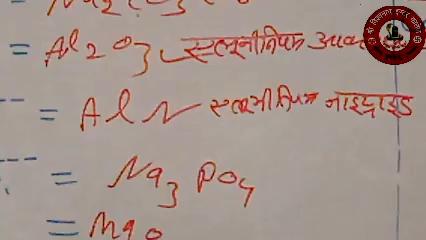 = Al2O3 एल्यूमीनियम
= AlN एल्यूमीनियम नाइट्राइड
= Na3PO4
= MgO